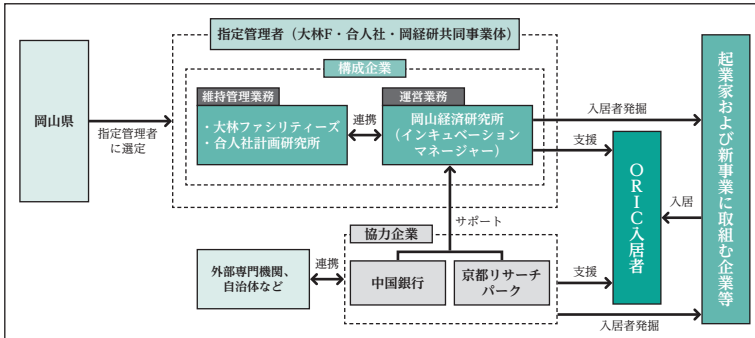 指定管理者（大林F・合人社・岡経研共同事業体）
岡山県
指定管理者
に選定
構成企業
維持管理業務
・大林ファシリティーズ
・合人社計画研究所
連携
運営業務
岡山経済研究所
（インキュベーション
マネージャー）
入居者発掘
支援
ORIC入居者
入居
起業家および新事業に取組む企業等
サポート
協力企業
外部専門機関、
自治体など
連携
中国銀行
京都リサーチ
パーク
支援
入居者発掘